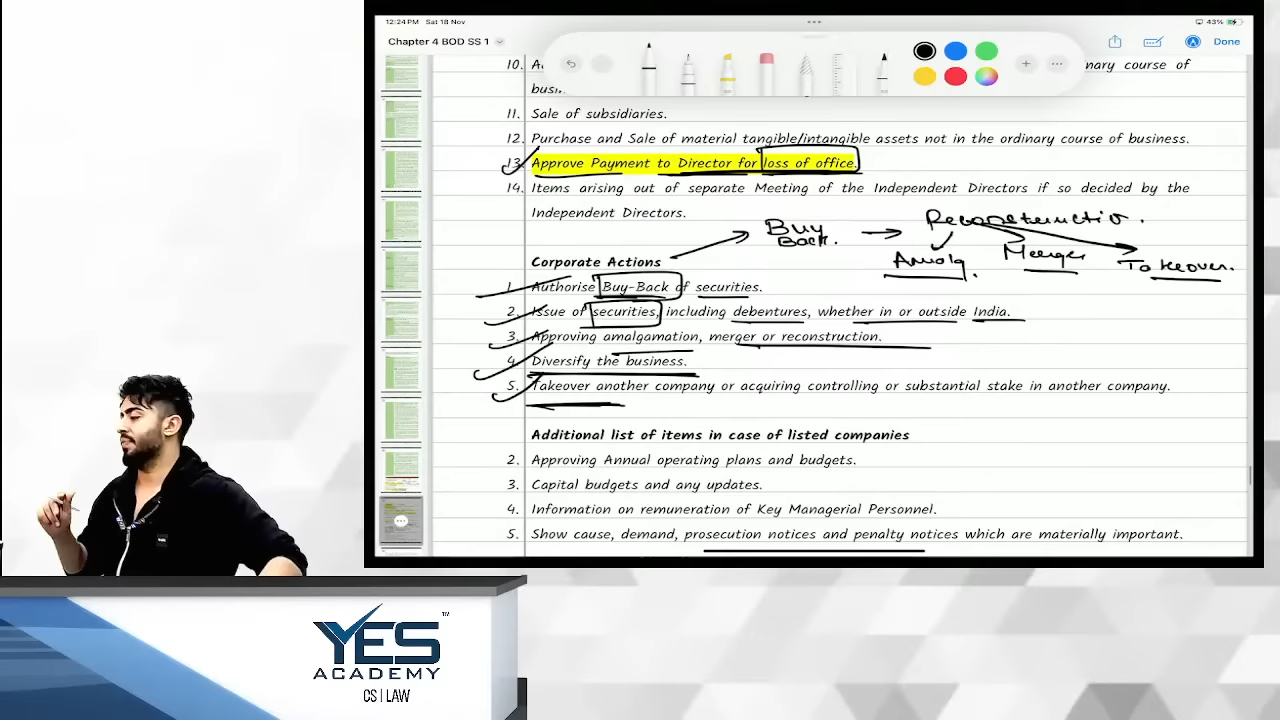 12:24 PM Sat 18 Nov
43%
Chapter 4 BOD SS 1
Done
10.
course of
busi
11. subsidiari
12. Purchase and Sale of material tangible/intangible assets not in the ordinary course of business.
13. Approve Payment to Director for loss of office.
14. Items arising out of separate meeting of Independent Directors if so decided by the
Independent Directors.
Buy Back → Reconstruction.
Amalg. Merger Takeover.
Corporate Actions
1. Authorise Buy-Back of securities
2. Issue of securities, including debentures, whether in or outside India.
3. Approving amalgamation, merger or reconstruction.
4. Diversify the business.
5. Takeover another company or acquiring controlling or substantial stake in another company.
Additional list of items in case of listed companies
2. Approving Annual operating plans and budgets.
3. Capital budgets and any updates.
4. Information on remuneration of Key Managerial Personnel.
5. Show cause, demand, prosecution notices and penalty notices which are materially important.
YES
ACADEMY
CS | LAW
TM